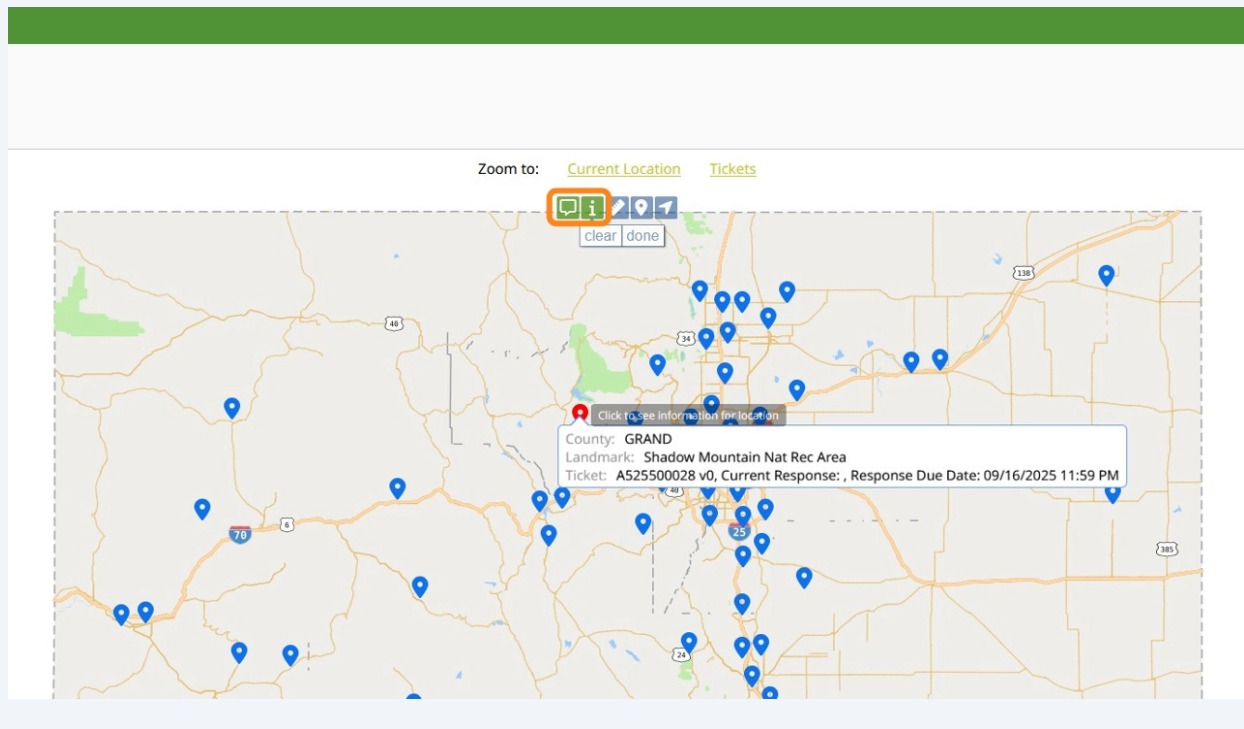 Zoom to: Current Location Tickets
i
clear done
138
40
34
Click to see information for location
County: GRAND
Landmark: Shadow Mountain Nat Rec Area
Ticket: A525500028 v0, Current Response: , Response Due Date: 09/16/2025 11:59 PM
40
6
70
25
385
24